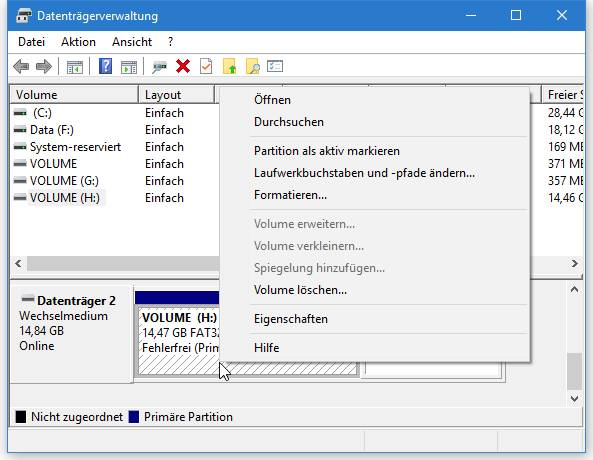 Datenträgerverwaltung
Datei Aktion Ansicht ?
Volume Layout Freier
(C:) Einfach 28,44
Data (F:) Einfach 18,12
System-reserviert Einfach 169
VOLUME Einfach 371
VOLUME (G:) Einfach 357
VOLUME (H:) Einfach 14,46
Öffnen
Durchsuchen
Partition als aktiv markieren
Laufwerkbuchstaben und -pfade ändern...
Formatieren...
Volume erweitern...
Volume verkleinern...
Spiegelung hinzufügen...
Volume löschen...
Eigenschaften
Hilfe
Datenträger 2
Wechselmedium
14,84 GB
Online
VOLUME (H:)
14,47 GB FAT32
Fehlerfrei (Prim
Nicht zugeordnet Primäre Partition